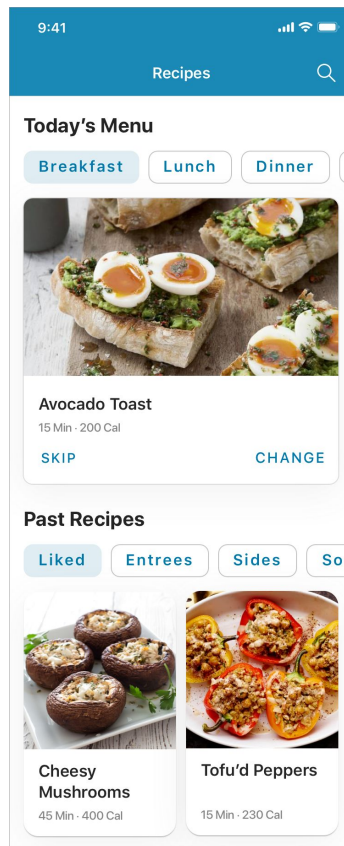 9:41
Recipes
Today's Menu
Breakfast Lunch Dinner
Avocado Toast
15 Min · 200 Cal
SKIP CHANGE
Past Recipes
Liked Entrees Sides So
Cheesy
Mushrooms
45 Min · 400 Cal
Tofu'd Peppers
15 Min · 230 Cal